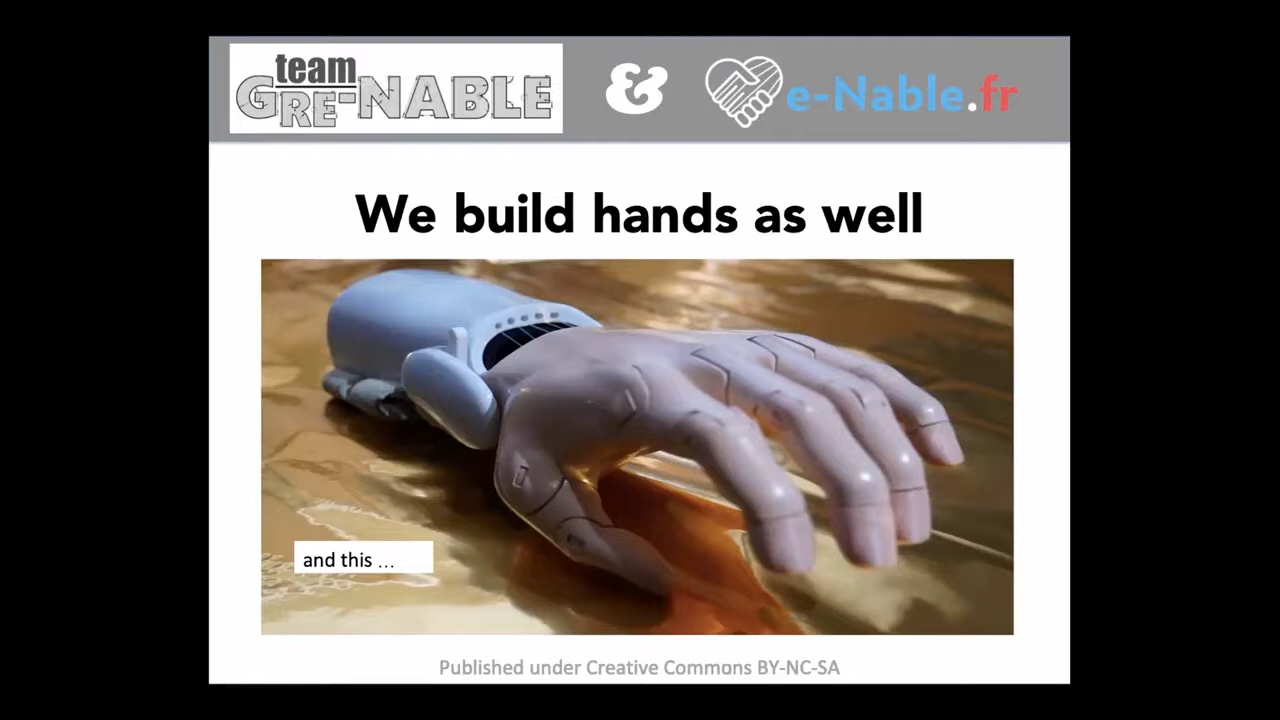 team
GRE-NABLE
&
e-Nable.fr
We build hands as well
and this ...
Published under Creative Commons BY-NC-SA